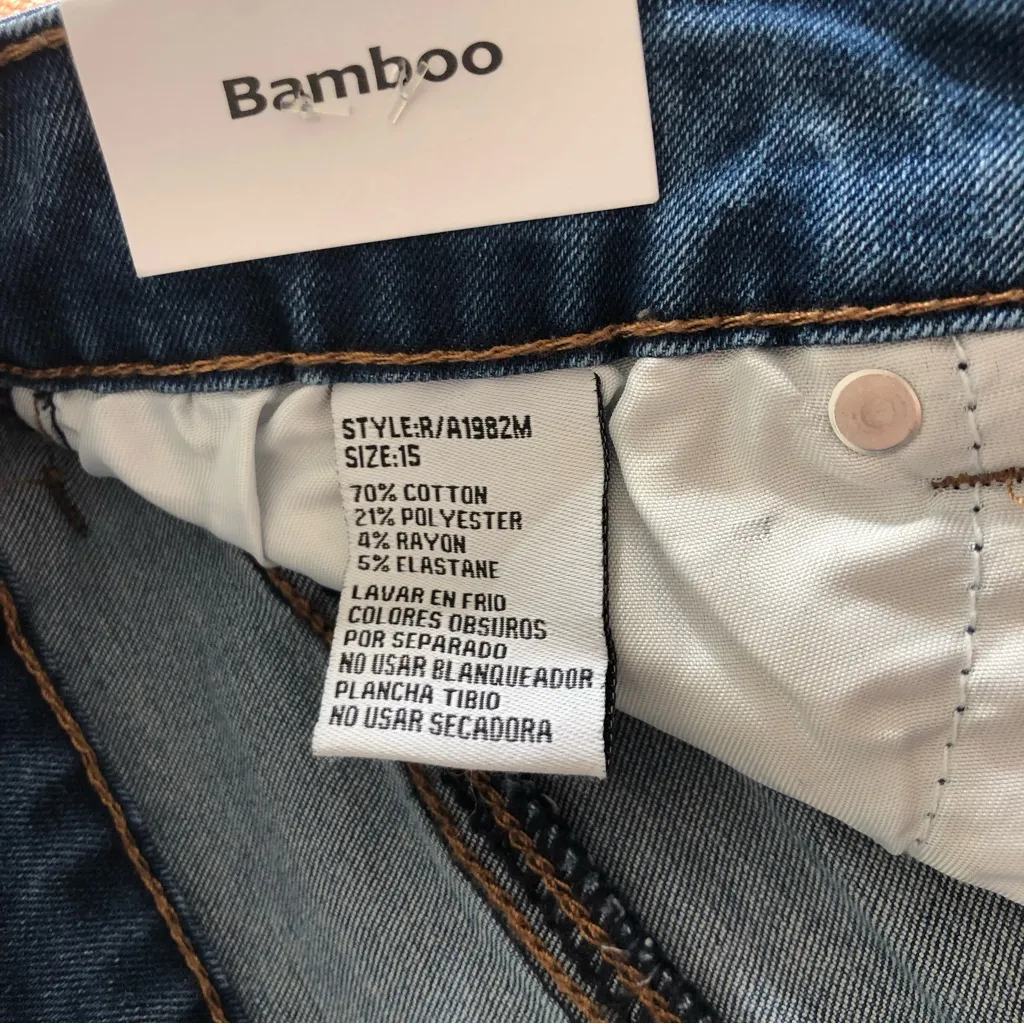 Bamboo
STYLE:R/A1982M
SIZE:15
70% COTTON
21% POLYESTER
4% RAYON
5% ELASTANE
LAVAR EN FRIO
COLORES OBSUROS
POR SEPARADO
NO USAR BLANQUEADOR
PLANCHA TIBIO
NO USAR SECADORA